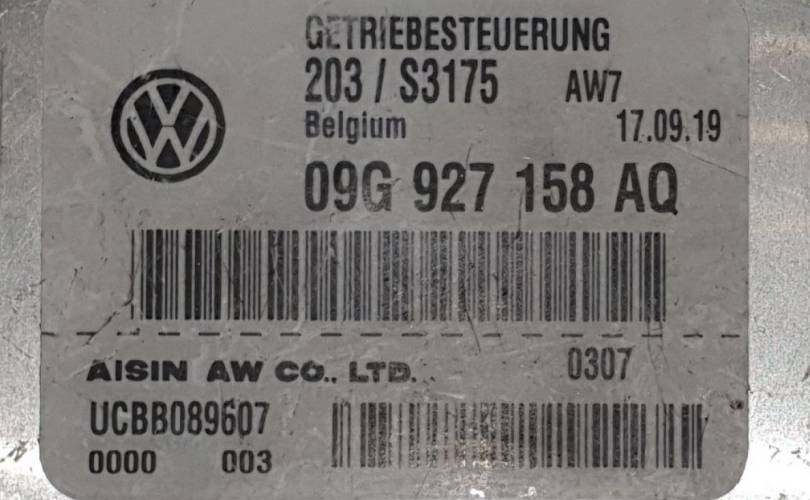 GETRIEBESTEUERUNG
203 / S3175 AW7
Belgium 17.09.19
09G 927 158 AQ
AISIN AW CO., LTD. 0307
UCBB089607
0000 003